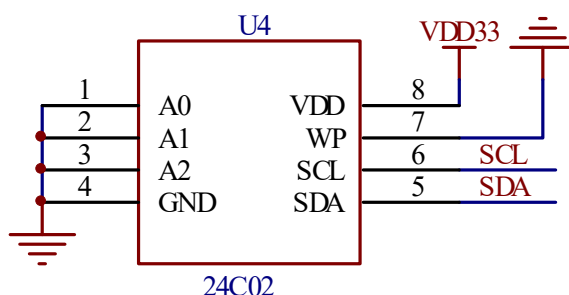 U4
VDD33
1 A0 VDD 8
2 A1 WP 7
3 A2 SCL 6 SCL
4 GND SDA 5 SDA
24C02